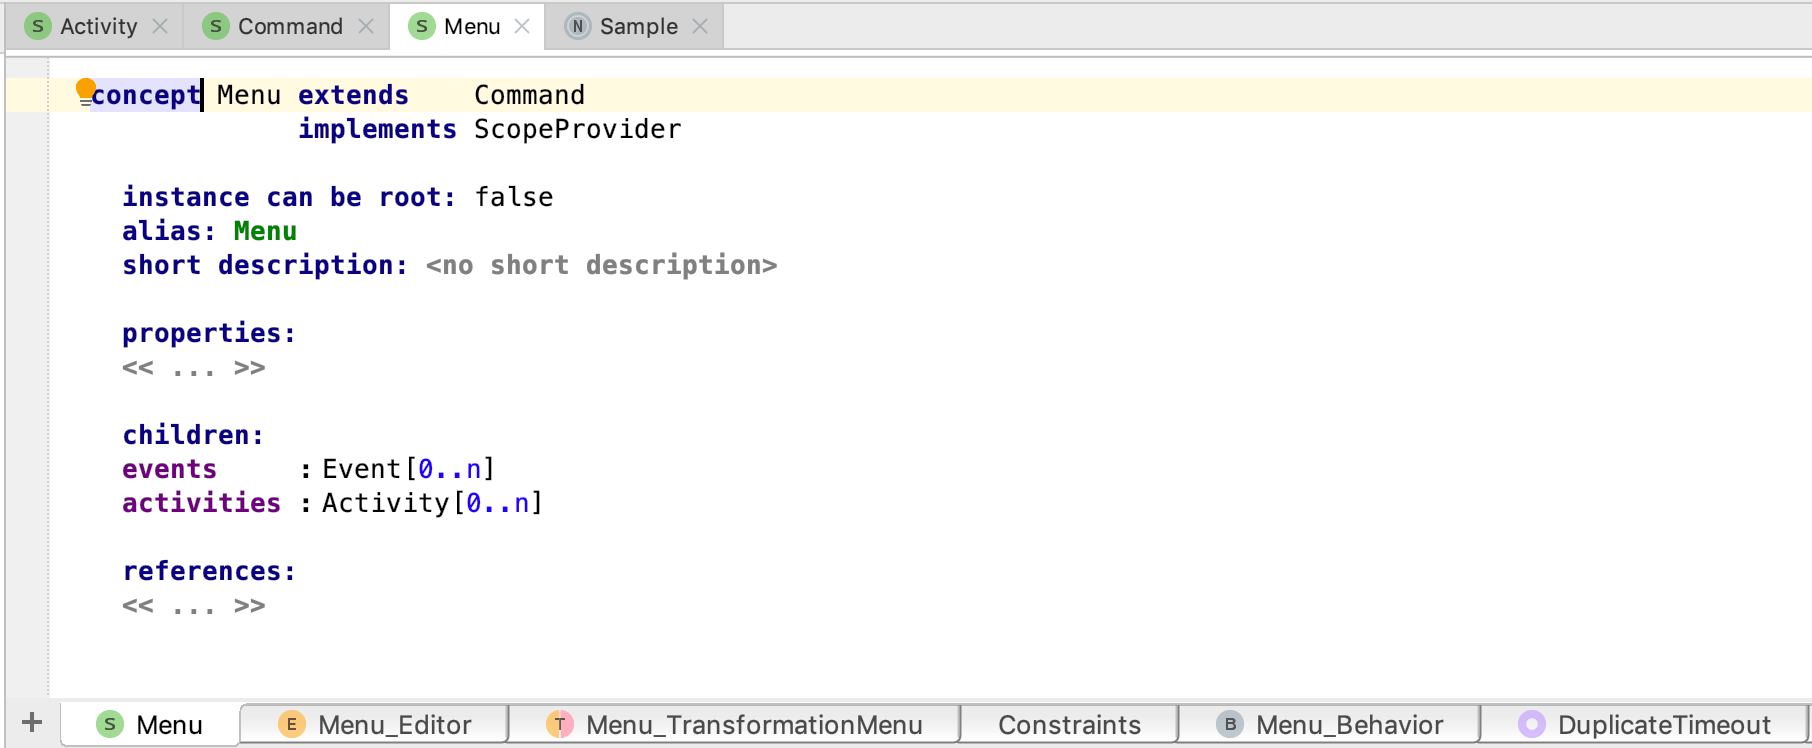 S Activity S Command S Menu N Sample
concept Menu extends Command
implements ScopeProvider
instance can be root: false
alias: Menu
short description: <no short description>
properties:
<< ... >>
children:
events : Event[0..n]
activities : Activity[0..n]
references:
<< ... >>
+ S Menu E Menu_Editor T Menu_TransformationMenu Constraints B Menu_Behavior DuplicateTimeout